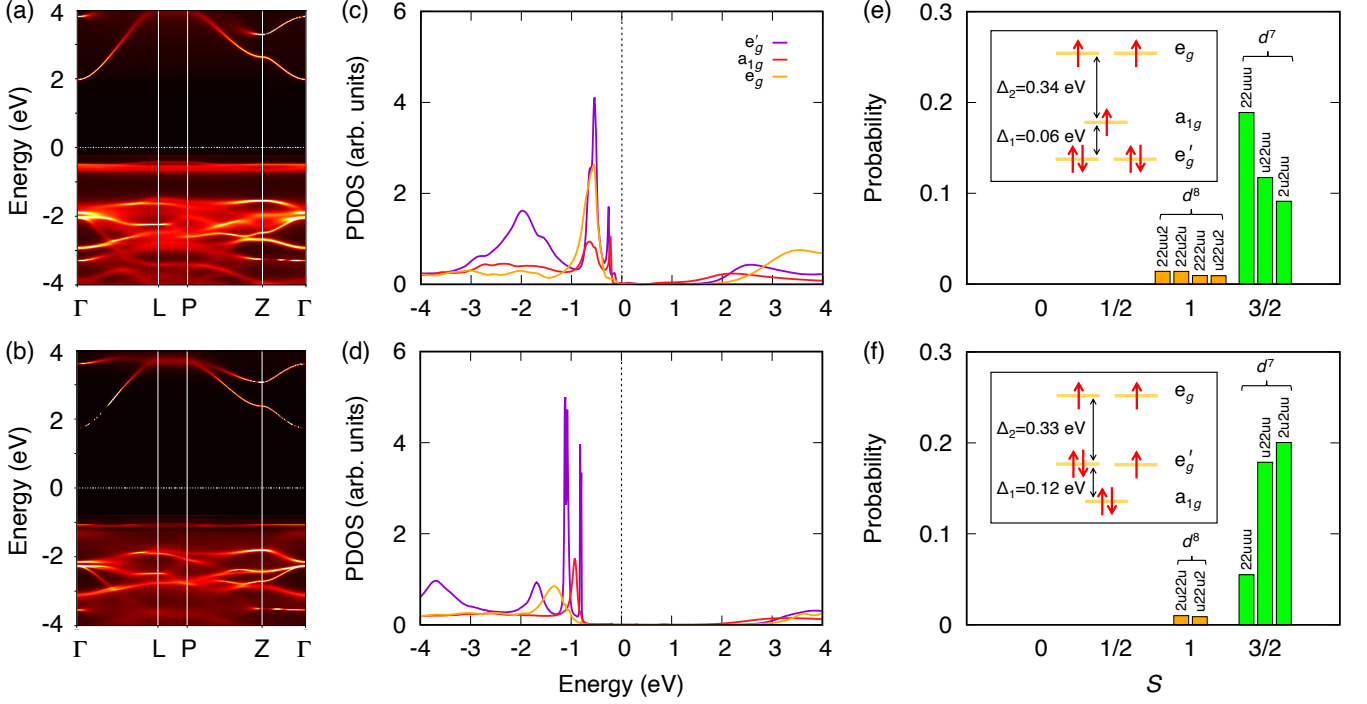 (a)
4
2
0
-2
-4
Energy (eV)
Γ
L
P
Z
Γ
(c)
6
4
2
0
PDOS (arb. units)
e′g
a1g
eg
-4
-3
-2
-1
0
1
2
3
4
(e)
0.3
0.2
0.1
0
Probability
eg
Δ2=0.34 eV
a1g
Δ1=0.06 eV
e′g
d8
22uu2
22u2u
222uu
u22u2
d7
22uuu
u22uu
2u2uu
0
1/2
1
3/2
(b)
4
2
0
-2
-4
Energy (eV)
Γ
L
P
Z
Γ
(d)
6
4
2
0
PDOS (arb. units)
-4
-3
-2
-1
0
1
2
3
4
Energy (eV)
(f)
0.3
0.2
0.1
0
Probability
eg
Δ2=0.33 eV
e′g
Δ1=0.12 eV
a1g
d8
2u22u
u22u2
d7
22uuu
u22uu
2u2uu
0
1/2
1
3/2
S